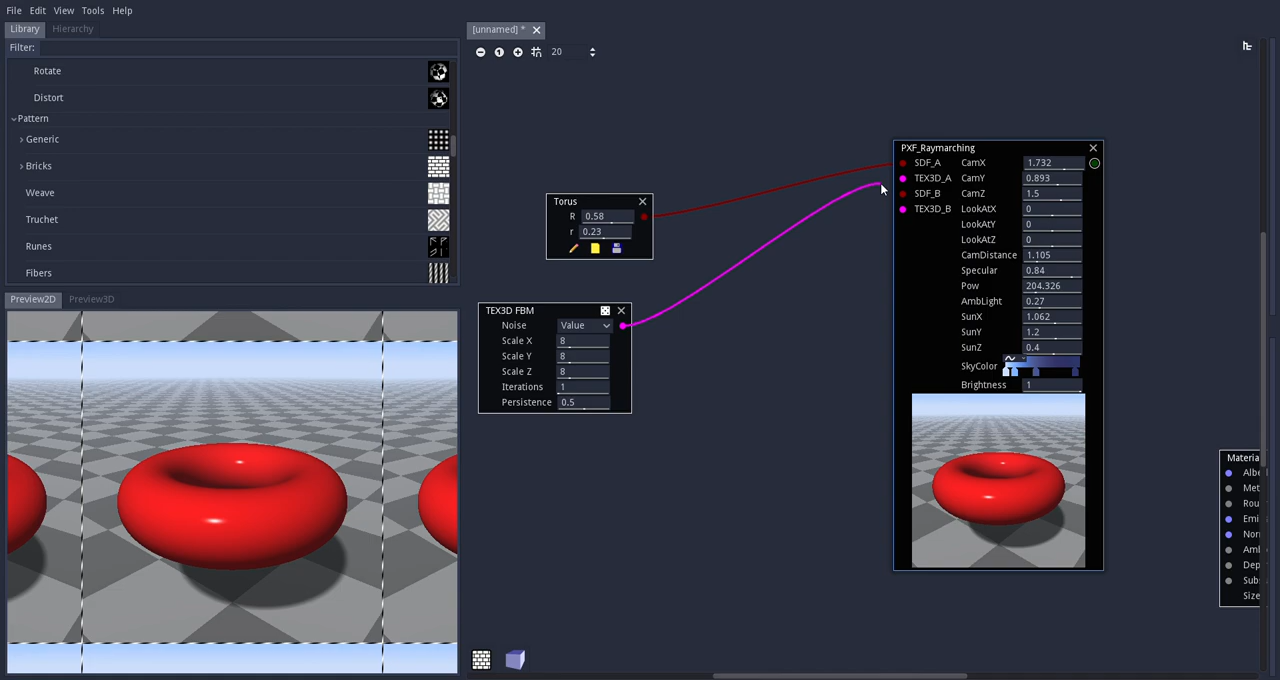 File Edit View Tools Help
Library Hierarchy
Filter:
Rotate
Distort
Pattern
Generic
Bricks
Weave
Truchet
Runes
Fibers
Preview2D Preview3D
[unnamed] *
20
Torus
R 0.58
r 0.23
TEX3D FBM
Noise Value
Scale X 8
Scale Y 8
Scale Z 8
Iterations 1
Persistence 0.5
PXF_Raymarching
SDF_A CamX 1.732
TEX3D_A CamY 0.893
SDF_B CamZ 1.5
TEX3D_B LookAtX 0
LookAtY 0
LookAtZ 0
CamDistance 1.105
Specular 0.84
Pow 204.326
AmbLight 0.27
SunX 1.062
SunY 1.2
SunZ 0.4
SkyColor
Brightness 1
Materia
Albe
Met
Rou
Emi
Nor
Aml
Dep
Sub
Size